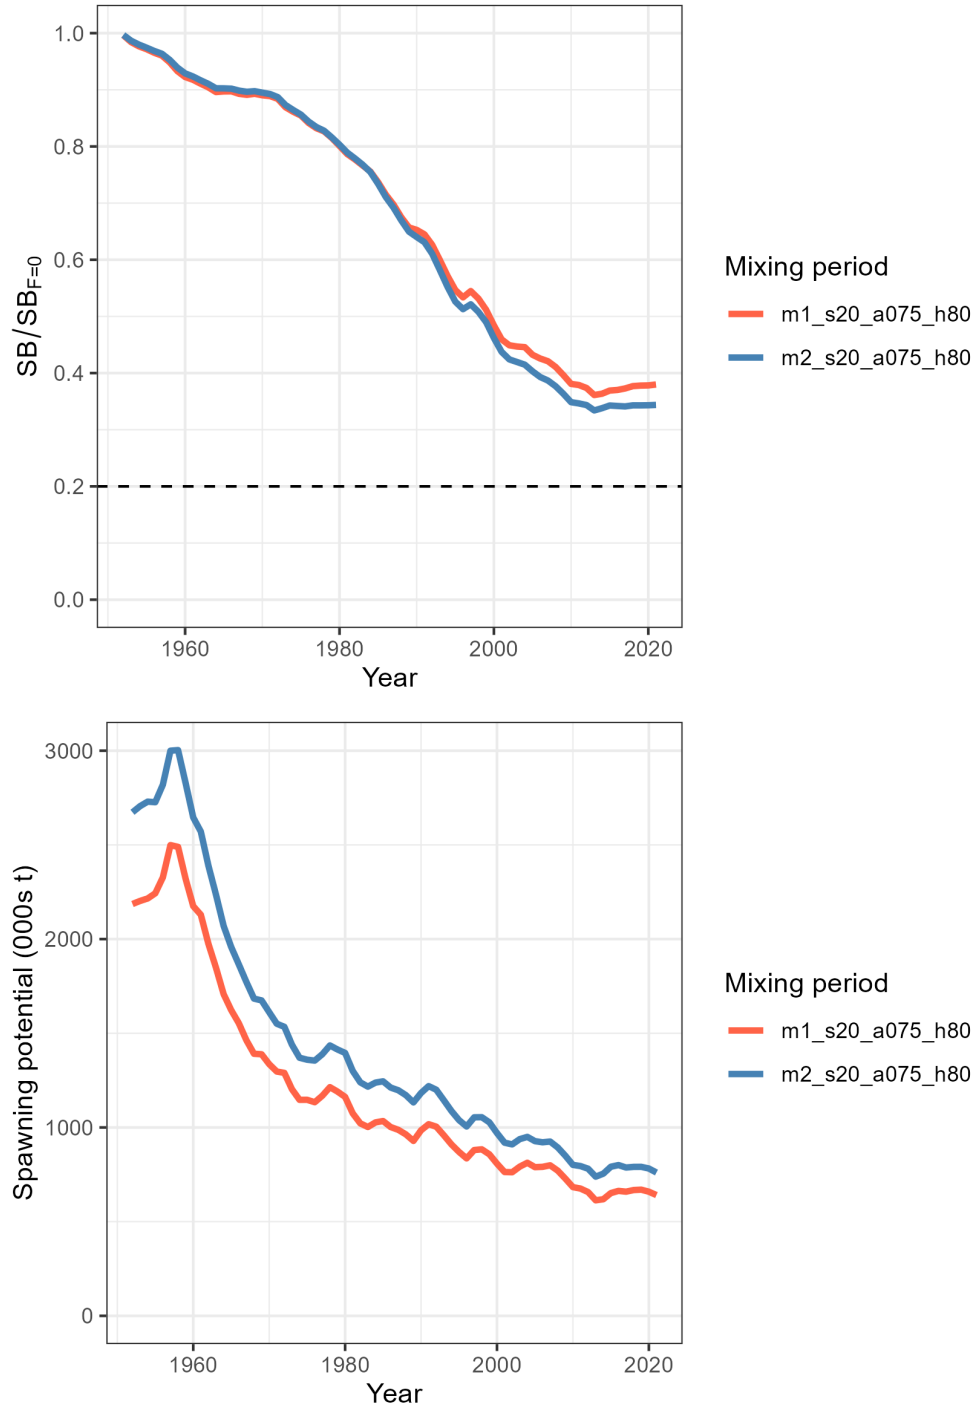 1.0
0.8
0.6
0.4
0.2
0.0
SB/SB_F=0
1960 1980 2000 2020
Year
Mixing period
m1_s20_a075_h80
m2_s20_a075_h80
3000
2000
1000
0
Spawning potential (000s t)
1960 1980 2000 2020
Year
Mixing period
m1_s20_a075_h80
m2_s20_a075_h80